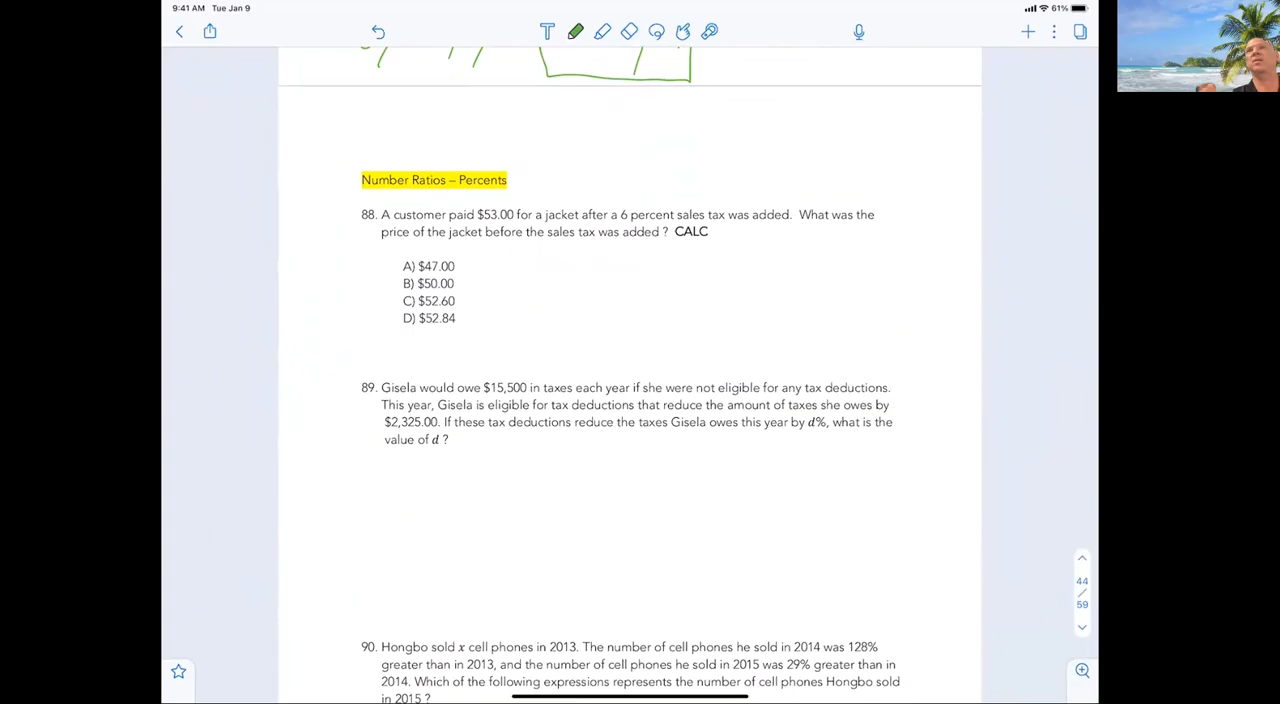 9:41 AM Tue Jan 9
61%
Number Ratios – Percents
88. A customer paid $53.00 for a jacket after a 6 percent sales tax was added. What was the
price of the jacket before the sales tax was added ? CALC
A) $47.00
B) $50.00
C) $52.60
D) $52.84
89. Gisela would owe $15,500 in taxes each year if she were not eligible for any tax deductions.
This year, Gisela is eligible for tax deductions that reduce the amount of taxes she owes by
$2,325.00. If these tax deductions reduce the taxes Gisela owes this year by d%, what is the
value of d ?
44
/
59
90. Hongbo sold x cell phones in 2013. The number of cell phones he sold in 2014 was 128%
greater than in 2013, and the number of cell phones he sold in 2015 was 29% greater than in
2014. Which of the following expressions represents the number of cell phones Hongbo sold
in 2015 ?